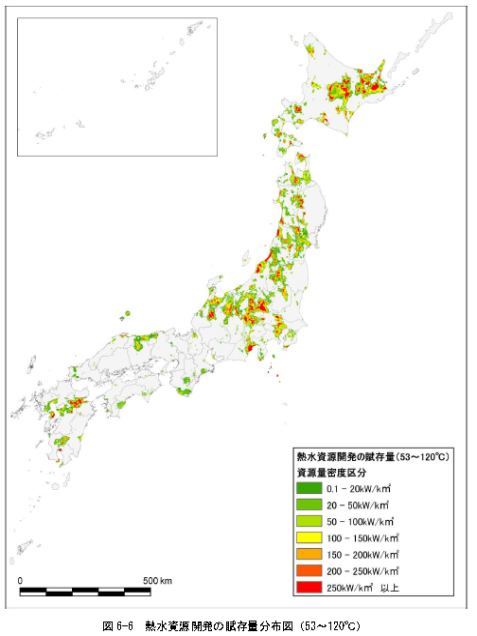 熱水資源開発の賦存量(53～120℃)
資源量密度区分
0.1 - 20kW/k㎡
20 - 50kW/k㎡
50 - 100kW/k㎡
100 - 150kW/k㎡
150 - 200kW/k㎡
200 - 250kW/k㎡
250kW/k㎡ 以上
0 500 km
図 6-6 熱水資源開発の賦存量分布図 (53～120℃)